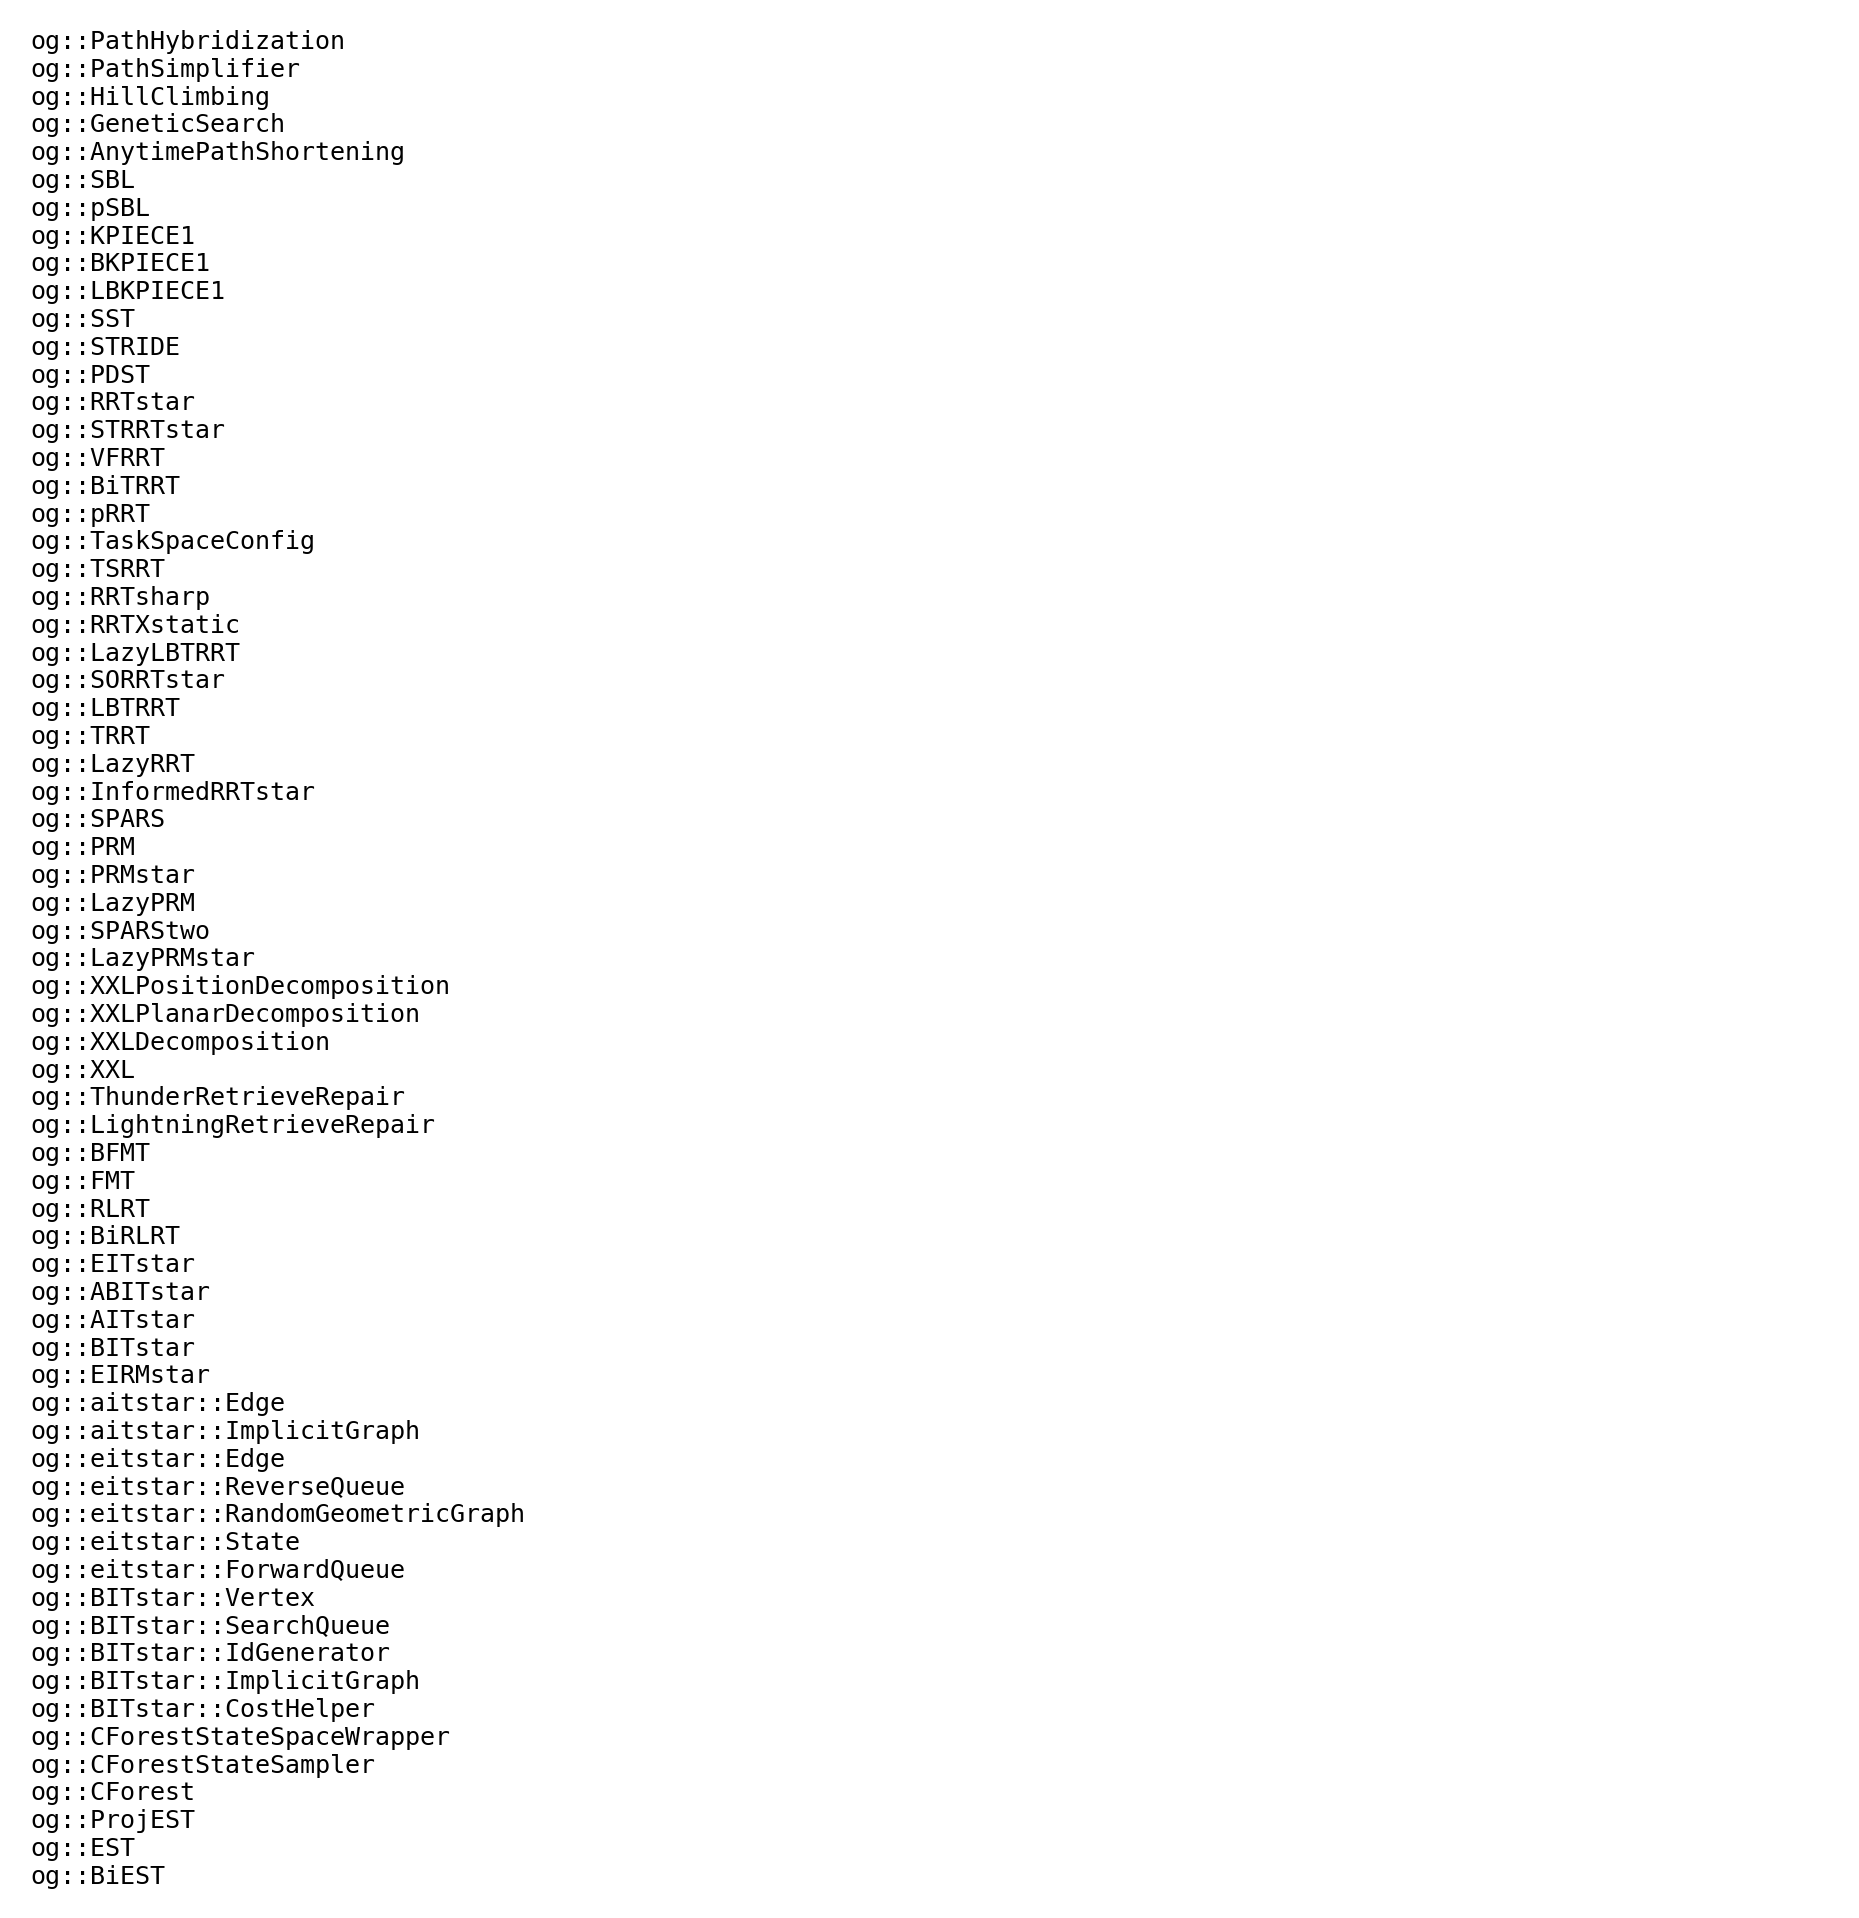 og::PathHybridization
og::PathSimplifier
og::HillClimbing
og::GeneticSearch
og::AnytimePathShortening
og::SBL
og::pSBL
og::KPIECE1
og::BKPIECE1
og::LBKPIECE1
og::SST
og::STRIDE
og::PDST
og::RRTstar
og::STRRTstar
og::VFRRT
og::BiTRRT
og::pRRT
og::TaskSpaceConfig
og::TSRRT
og::RRTsharp
og::RRTXstatic
og::LazyLBTRRT
og::SORRTstar
og::LBTRRT
og::TRRT
og::LazyRRT
og::InformedRRTstar
og::SPARS
og::PRM
og::PRMstar
og::LazyPRM
og::SPARStwo
og::LazyPRMstar
og::XXLPositionDecomposition
og::XXLPlanarDecomposition
og::XXLDecomposition
og::XXL
og::ThunderRetrieveRepair
og::LightningRetrieveRepair
og::BFMT
og::FMT
og::RLRT
og::BiRLRT
og::EITstar
og::ABITstar
og::AITstar
og::BITstar
og::EIRMstar
og::aitstar::Edge
og::aitstar::ImplicitGraph
og::eitstar::Edge
og::eitstar::ReverseQueue
og::eitstar::RandomGeometricGraph
og::eitstar::State
og::eitstar::ForwardQueue
og::BITstar::Vertex
og::BITstar::SearchQueue
og::BITstar::IdGenerator
og::BITstar::ImplicitGraph
og::BITstar::CostHelper
og::CForestStateSpaceWrapper
og::CForestStateSampler
og::CForest
og::ProjEST
og::EST
og::BiEST